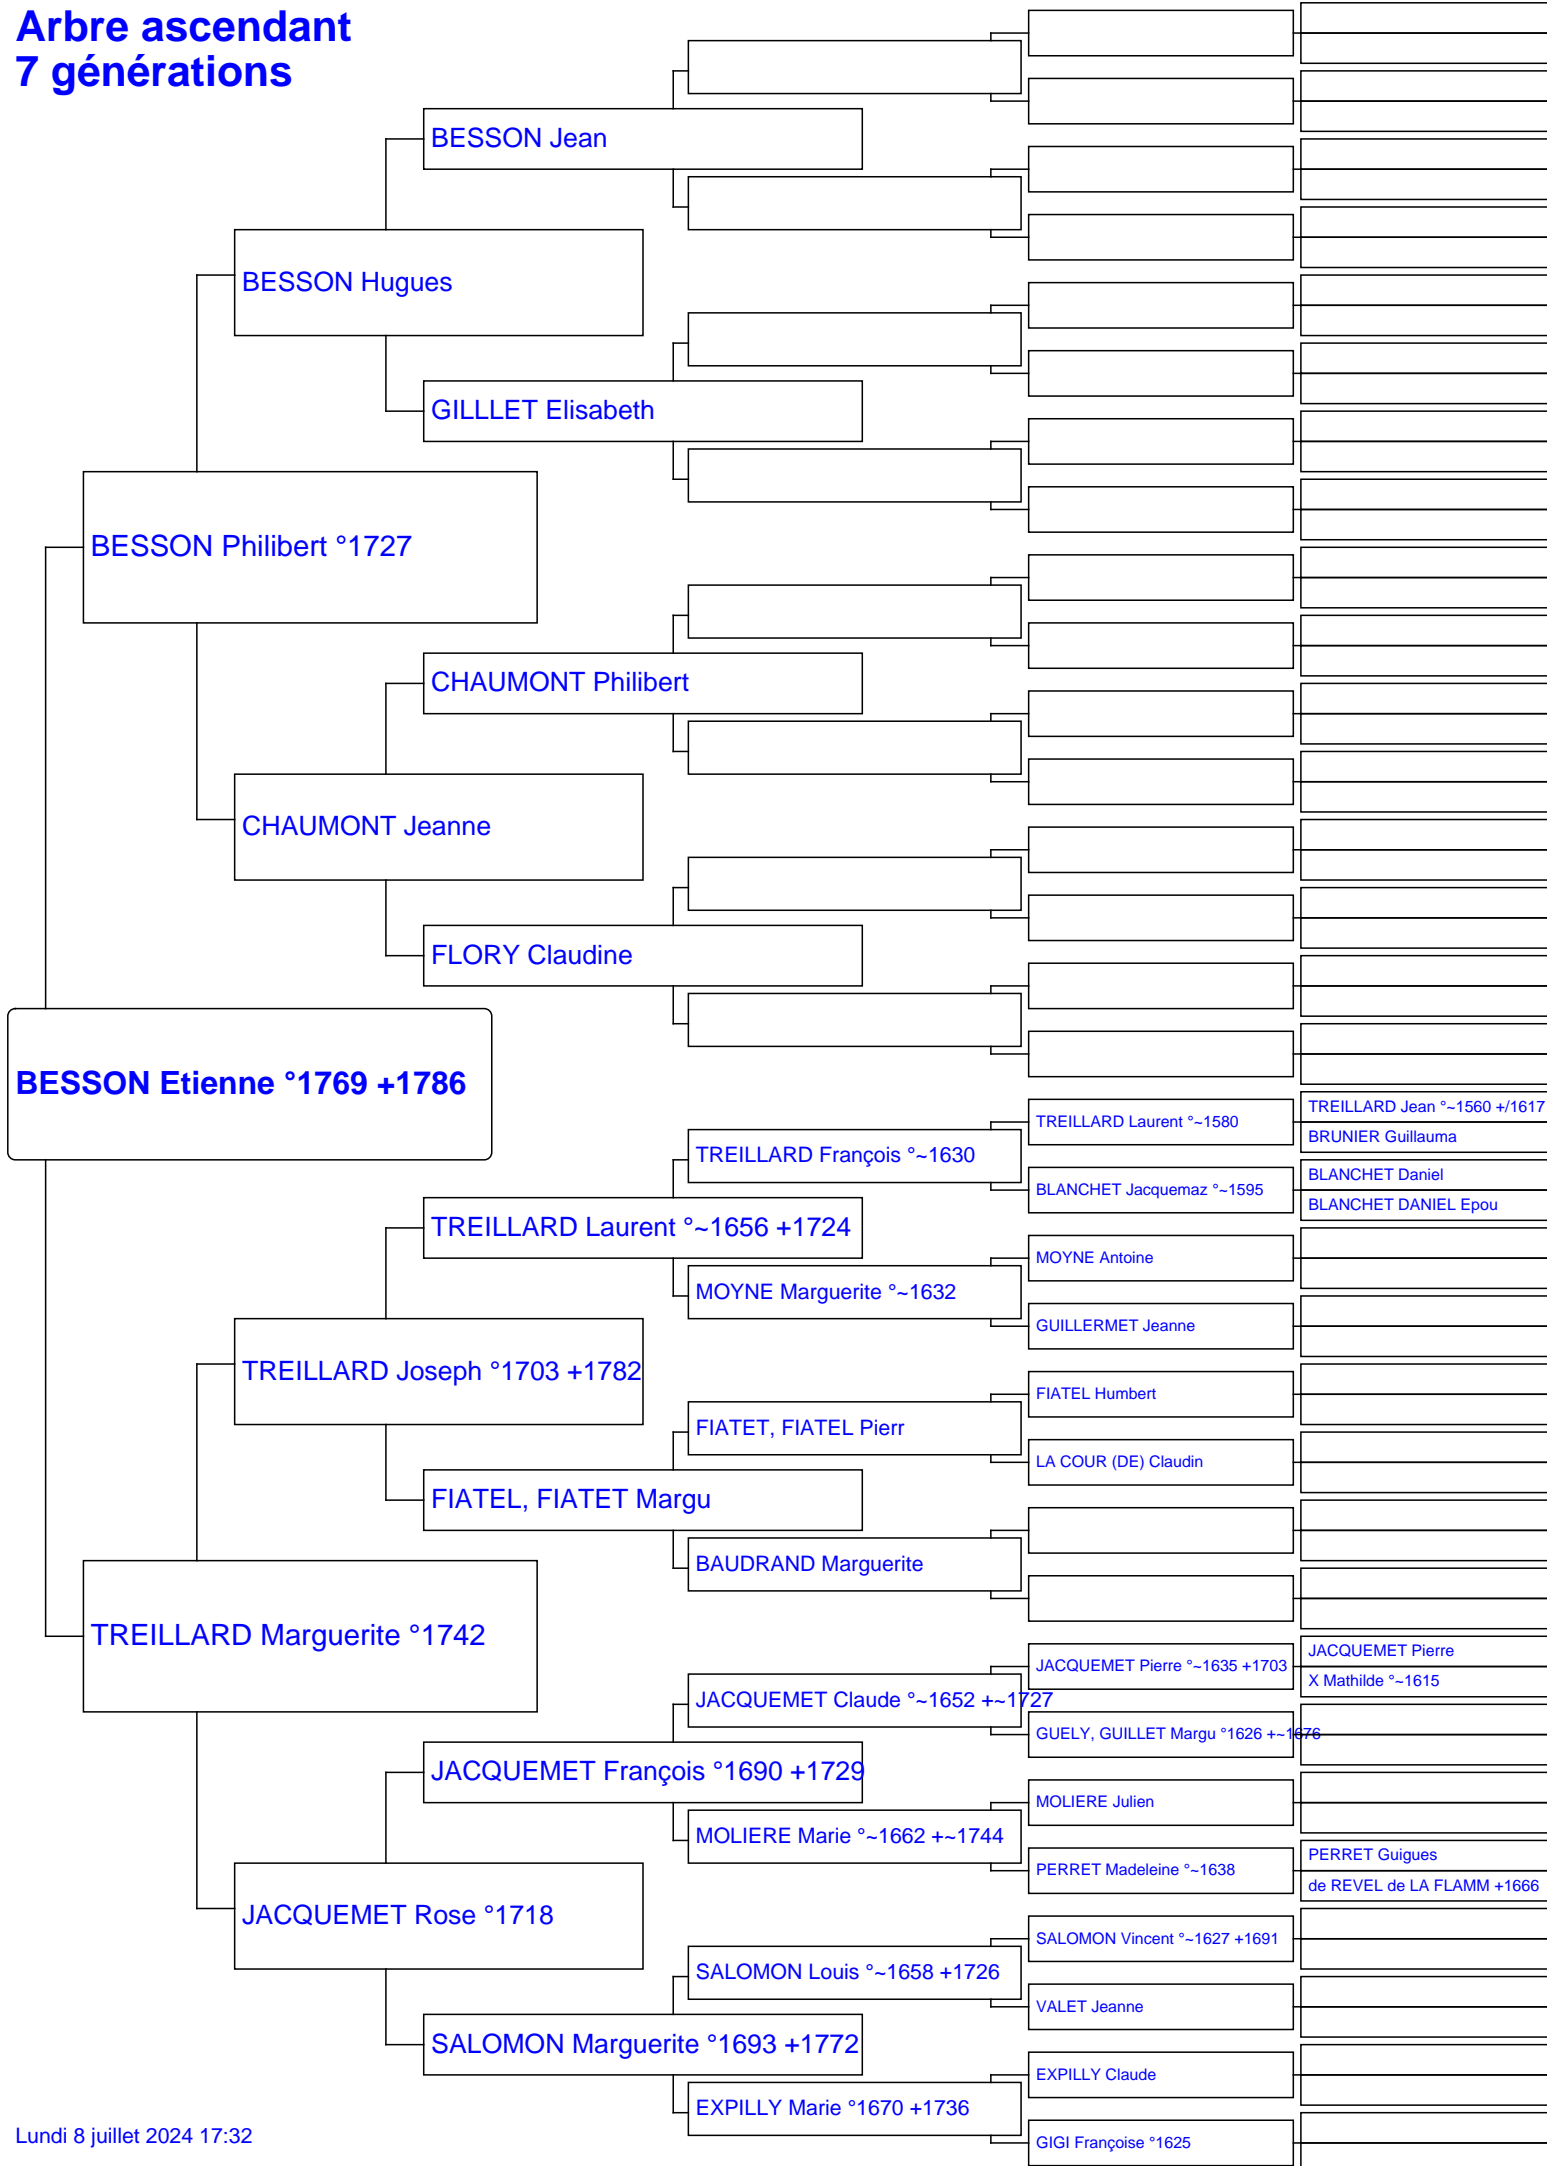 Arbre ascendant
7 générations
BESSON Jean
BESSON Hugues
GILLLET Elisabeth
BESSON Philibert °1727
CHAUMONT Philibert
CHAUMONT Jeanne
FLORY Claudine
BESSON Etienne °1769 +1786
TREILLARD Jean °~1560 +/1617
TREILLARD Laurent °~1580
BRUNIER Guillauma
TREILLARD François °~1630
BLANCHET Daniel
BLANCHET Jacquemaz °~1595
BLANCHET DANIEL Epou
TREILLARD Laurent °~1656 +1724
MOYNE Antoine
MOYNE Marguerite °~1632
GUILLERMET Jeanne
TREILLARD Joseph °1703 +1782
FIATEL Humbert
FIATET, FIATEL Pierr
LA COUR (DE) Claudin
FIATEL, FIATET Margu
BAUDRAND Marguerite
TREILLARD Marguerite °1742
JACQUEMET Pierre
JACQUEMET Pierre °~1635 +1703
X Mathilde °~1615
JACQUEMET Claude °~1652 +~1727
GUELY, GUILLET Margu °1626 +~1676
JACQUEMET François °1690 +1729
MOLIERE Julien
MOLIERE Marie °~1662 +~1744
PERRET Guigues
PERRET Madeleine °~1638
de REVEL de LA FLAMM +1666
JACQUEMET Rose °1718
SALOMON Vincent °~1627 +1691
SALOMON Louis °~1658 +1726
VALET Jeanne
SALOMON Marguerite °1693 +1772
EXPILLY Claude
EXPILLY Marie °1670 +1736
GIGI Françoise °1625
Lundi 8 juillet 2024 17:32